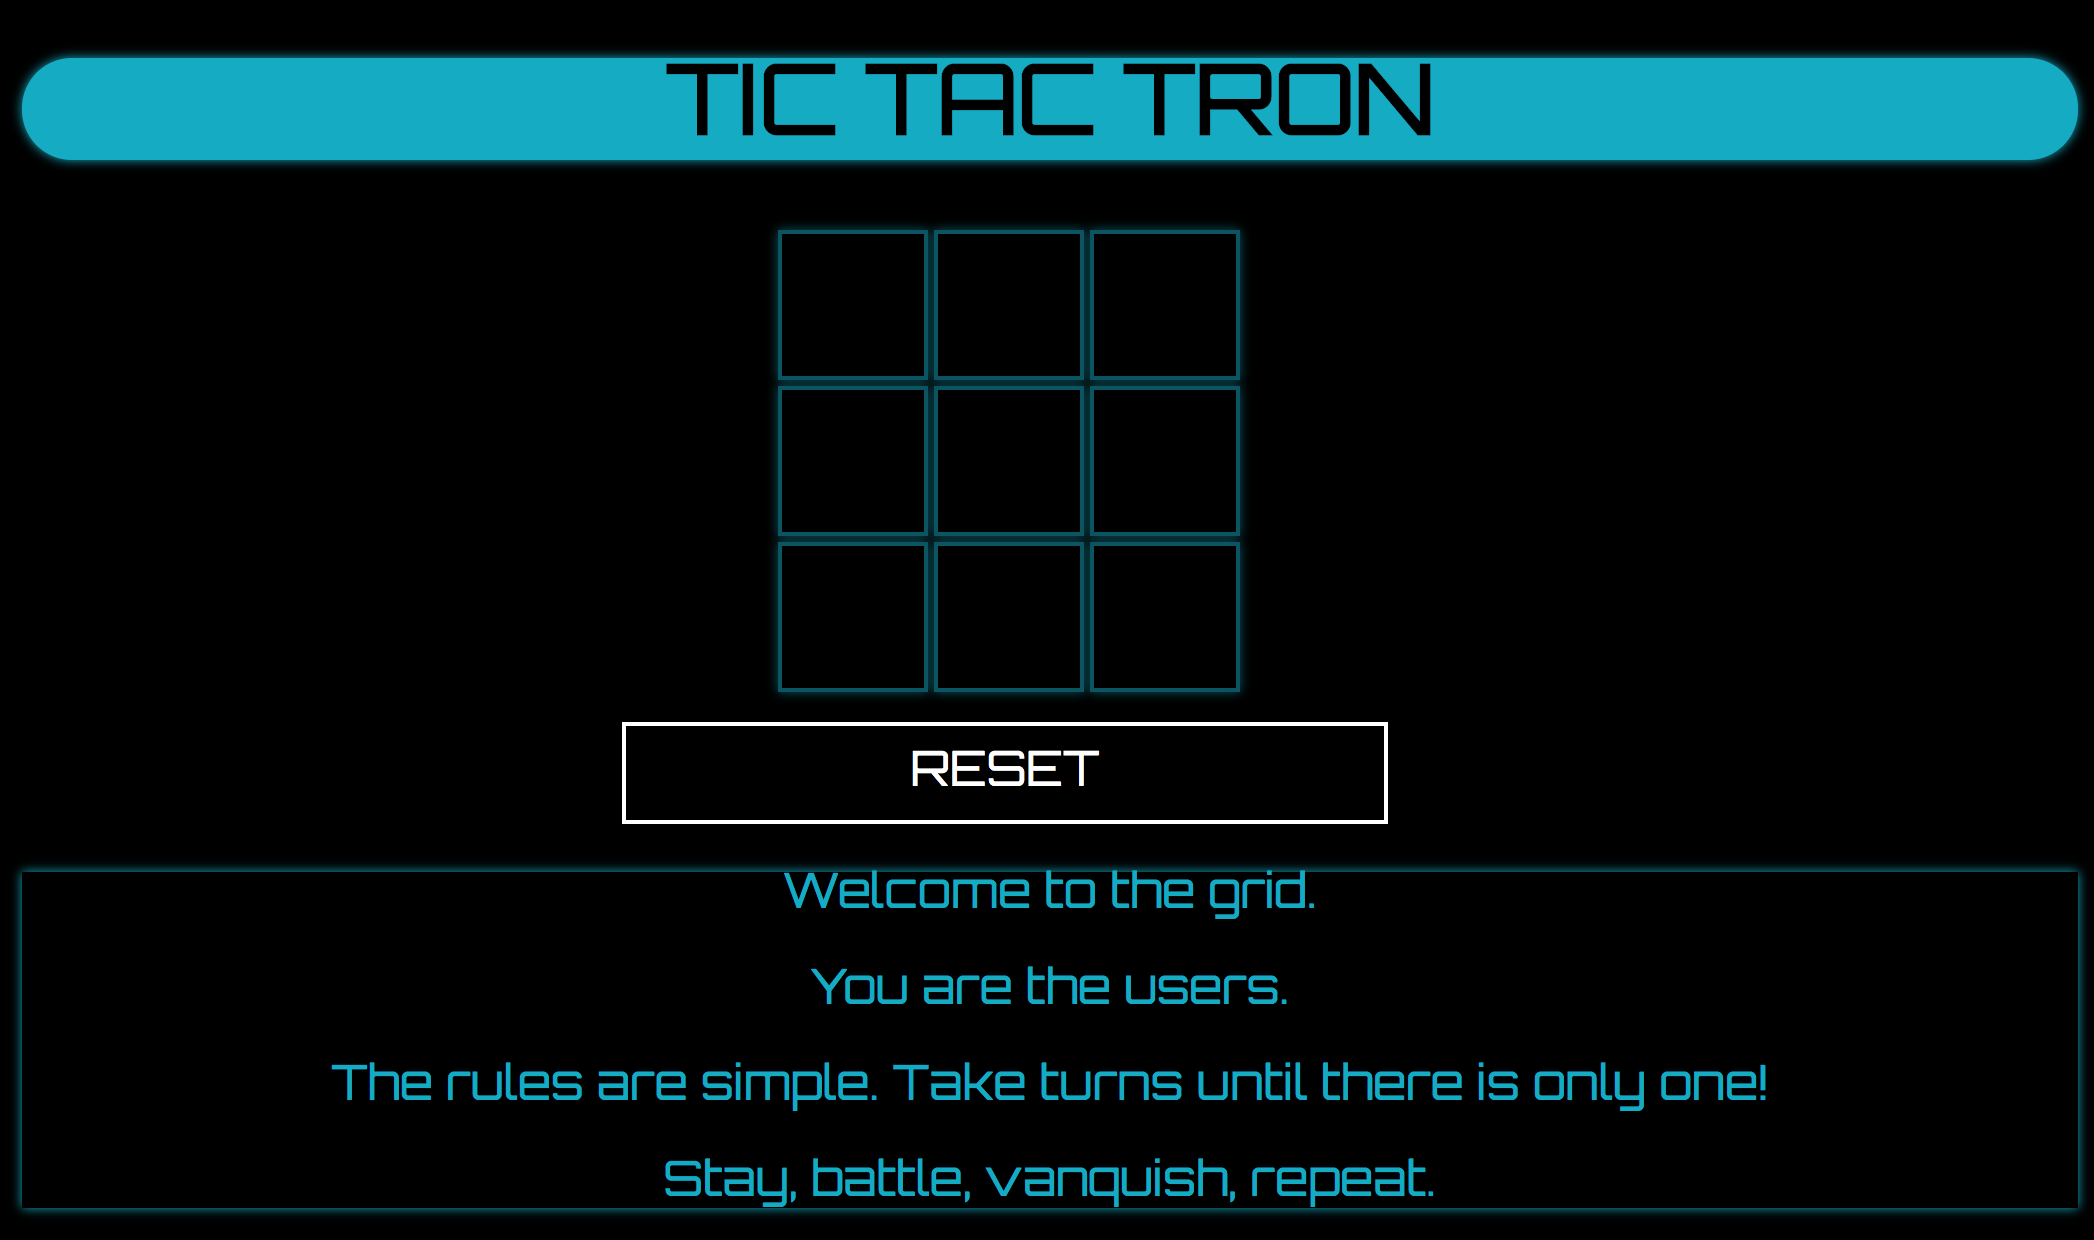 TIC TAC TRON
RESET
Welcome to the grid.
You are the users.
The rules are simple. Take turns until there is only one!
Stay, battle, vanquish, repeat.